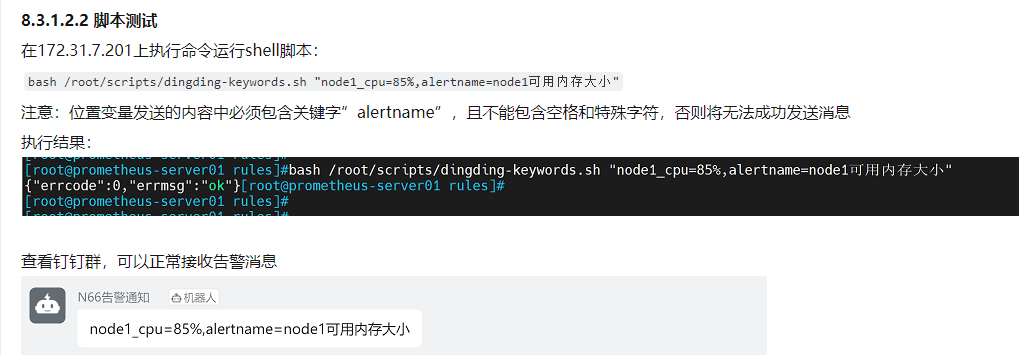 8.3.1.2.2 脚本测试
在172.31.7.201上执行命令运行shell脚本：
bash /root/scripts/dingding-keywords.sh "node1_cpu=85%,alertname=node1可用内存大小"
注意：位置变量发送的内容中必须包含关键字”alertname”，且不能包含空格和特殊字符，否则将无法成功发送消息
执行结果：
[root@prometheus-server01 rules]#
[root@prometheus-server01 rules]#bash /root/scripts/dingding-keywords.sh "node1_cpu=85%,alertname=node1可用内存大小"
{"errcode":0,"errmsg":"ok"}[root@prometheus-server01 rules]#
[root@prometheus-server01 rules]#
[root@prometheus-server01 rules]#
查看钉钉群，可以正常接收告警消息
N66告警通知 机器人
node1_cpu=85%,alertname=node1可用内存大小